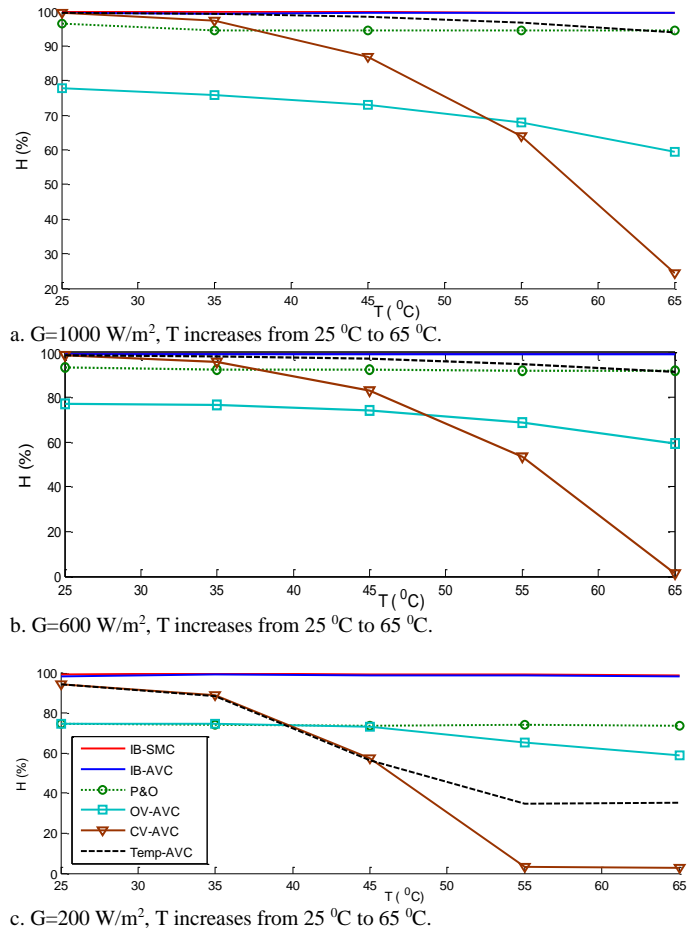 100
90
80
70
60
50
40
30
20
H (%)
25 30 35 40 45 50 55 60 65
T ( ⁰C)
a. G=1000 W/m², T increases from 25 ⁰C to 65 ⁰C.
100
80
60
40
20
0
H (%)
25 30 35 40 45 50 55 60 65
T ( ⁰C)
b. G=600 W/m², T increases from 25 ⁰C to 65 ⁰C.
100
80
60
40
20
0
H (%)
IB-SMC
IB-AVC
P&O
OV-AVC
CV-AVC
Temp-AVC
25 30 35 40 45 50 55 60 65
T ( ⁰C)
c. G=200 W/m², T increases from 25 ⁰C to 65 ⁰C.